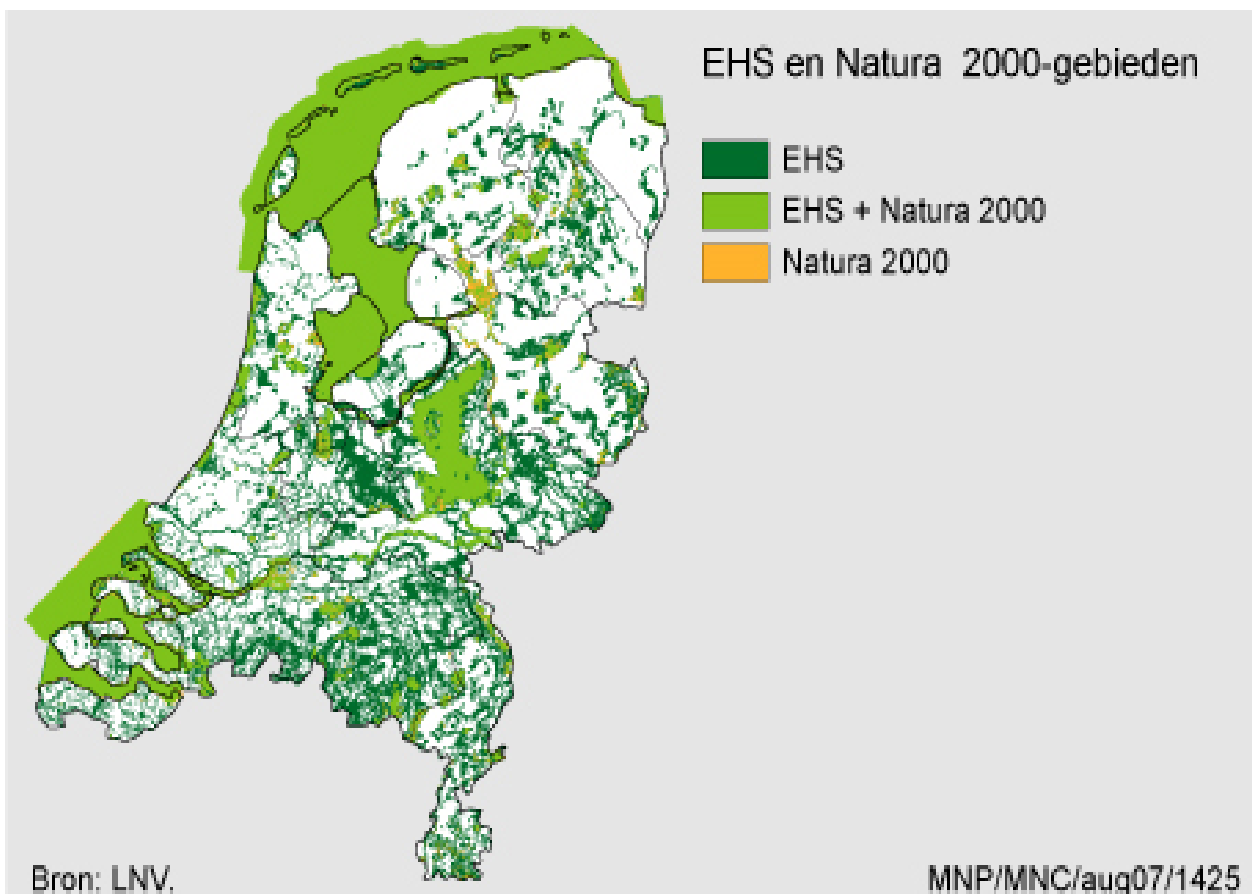 EHS en Natura 2000-gebieden
EHS
EHS + Natura 2000
Natura 2000
Bron: LNV.
MNP/MNC/aug07/1425